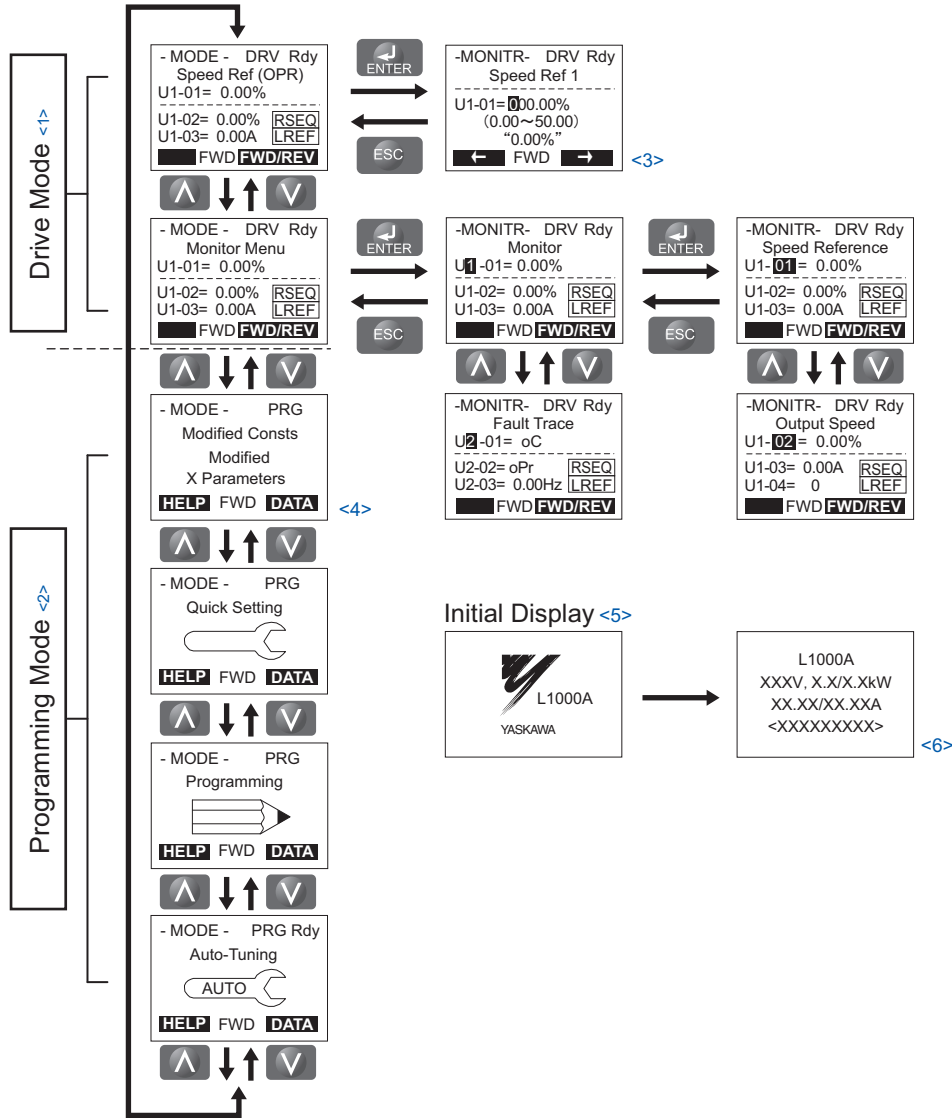 Drive Mode <1>
- MODE - DRV Rdy
Speed Ref (OPR)
U1-01= 0.00%
U1-02= 0.00% RSEQ
U1-03= 0.00A LREF
FWD FWD/REV
ENTER
ESC
-MONITR- DRV Rdy
Speed Ref 1
U1-01= 000.00%
(0.00~50.00)
“0.00%”
← FWD →
<3>
- MODE - DRV Rdy
Monitor Menu
U1-01= 0.00%
U1-02= 0.00% RSEQ
U1-03= 0.00A LREF
FWD FWD/REV
ENTER
ESC
-MONITR- DRV Rdy
Monitor
U1 -01= 0.00%
U1-02= 0.00% RSEQ
U1-03= 0.00A LREF
FWD FWD/REV
ENTER
ESC
-MONITR- DRV Rdy
Speed Reference
U1- 01 = 0.00%
U1-02= 0.00% RSEQ
U1-03= 0.00A LREF
FWD FWD/REV
-MONITR- DRV Rdy
Fault Trace
U2 -01= oC
U2-02= oPr RSEQ
U2-03= 0.00Hz LREF
FWD FWD/REV
-MONITR- DRV Rdy
Output Speed
U1- 02 = 0.00%
U1-03= 0.00A RSEQ
U1-04= 0 LREF
FWD FWD/REV
Programming Mode <2>
- MODE - PRG
Modified Consts
Modified
X Parameters
HELP FWD DATA
<4>
- MODE - PRG
Quick Setting
HELP FWD DATA
- MODE - PRG
Programming
HELP FWD DATA
- MODE - PRG Rdy
Auto-Tuning
AUTO
HELP FWD DATA
Initial Display <5>
L1000A
YASKAWA
L1000A
XXXV, X.X/X.XkW
XX.XX/XX.XXA
<XXXXXXXXX>
<6>